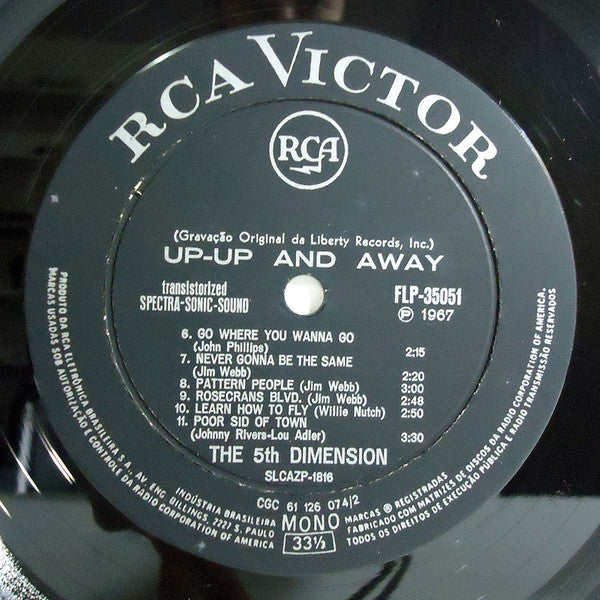 RCA VICTOR
RCA
(Gravação Original da Liberty Records, Inc.)
UP-UP AND AWAY
transistorized
SPECTRA-SONIC-SOUND
FLP-35051
Ⓟ 1967
6. GO WHERE YOU WANNA GO
(John Phillips) 2:15
7. NEVER GONNA BE THE SAME
(Jim Webb) 2:20
8. PATTERN PEOPLE (Jim Webb) 3:00
9. ROSECRANS BLVD. (Jim Webb) 2:48
10. LEARN HOW TO FLY (Willie Nutch) 2:50
11. POOR SID OF TOWN
(Johnny Rivers-Lou Adler) 3:30
THE 5th DIMENSION
SLCAZP-1816
CGC 61 126 074/2
MONO
33⅓
PRODUTO DA RCA ELETRÔNICA BRASILEIRA S A., AV. ENG BILLINGS, 2227 S. PAULO
MARCAS USADAS SOB AUTORIZAÇÃO E CONTROLE DA RADIO CORPORATION OF AMERICA
INDÚSTRIA BRASILEIRA
MARCAS ® REGISTRADAS
FABRICADO COM MATRIZES DE DISCOS DA RADIO CORPORATION OF AMERICA.
TODOS OS DIREITOS DE EXECUÇÃO PÚBLICA E RADIO TRANSMISSÃO RESERVADOS